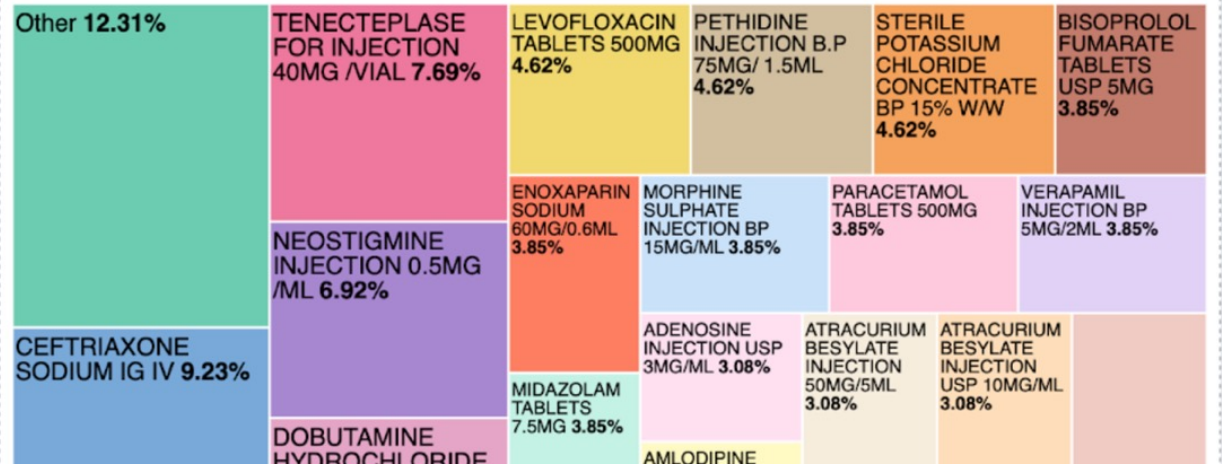 Other 12.31%
TENECTEPLASE
FOR INJECTION
40MG /VIAL 7.69%
LEVOFLOXACIN
TABLETS 500MG
4.62%
PETHIDINE
INJECTION B.P
75MG/ 1.5ML
4.62%
STERILE
POTASSIUM
CHLORIDE
CONCENTRATE
BP 15% W/W
4.62%
BISOPROLOL
FUMARATE
TABLETS
USP 5MG
3.85%
ENOXAPARIN
SODIUM
60MG/0.6ML
3.85%
MORPHINE
SULPHATE
INJECTION BP
15MG/ML 3.85%
PARACETAMOL
TABLETS 500MG
3.85%
VERAPAMIL
INJECTION BP
5MG/2ML 3.85%
NEOSTIGMINE
INJECTION 0.5MG
/ML 6.92%
CEFTRIAXONE
SODIUM IG IV 9.23%
ADENOSINE
INJECTION USP
3MG/ML 3.08%
ATRACURIUM
BESYLATE
INJECTION
50MG/5ML
3.08%
ATRACURIUM
BESYLATE
INJECTION
USP 10MG/ML
3.08%
MIDAZOLAM
TABLETS
7.5MG 3.85%
DOBUTAMINE
HYDROCHLORIDE
AMLODIPINE